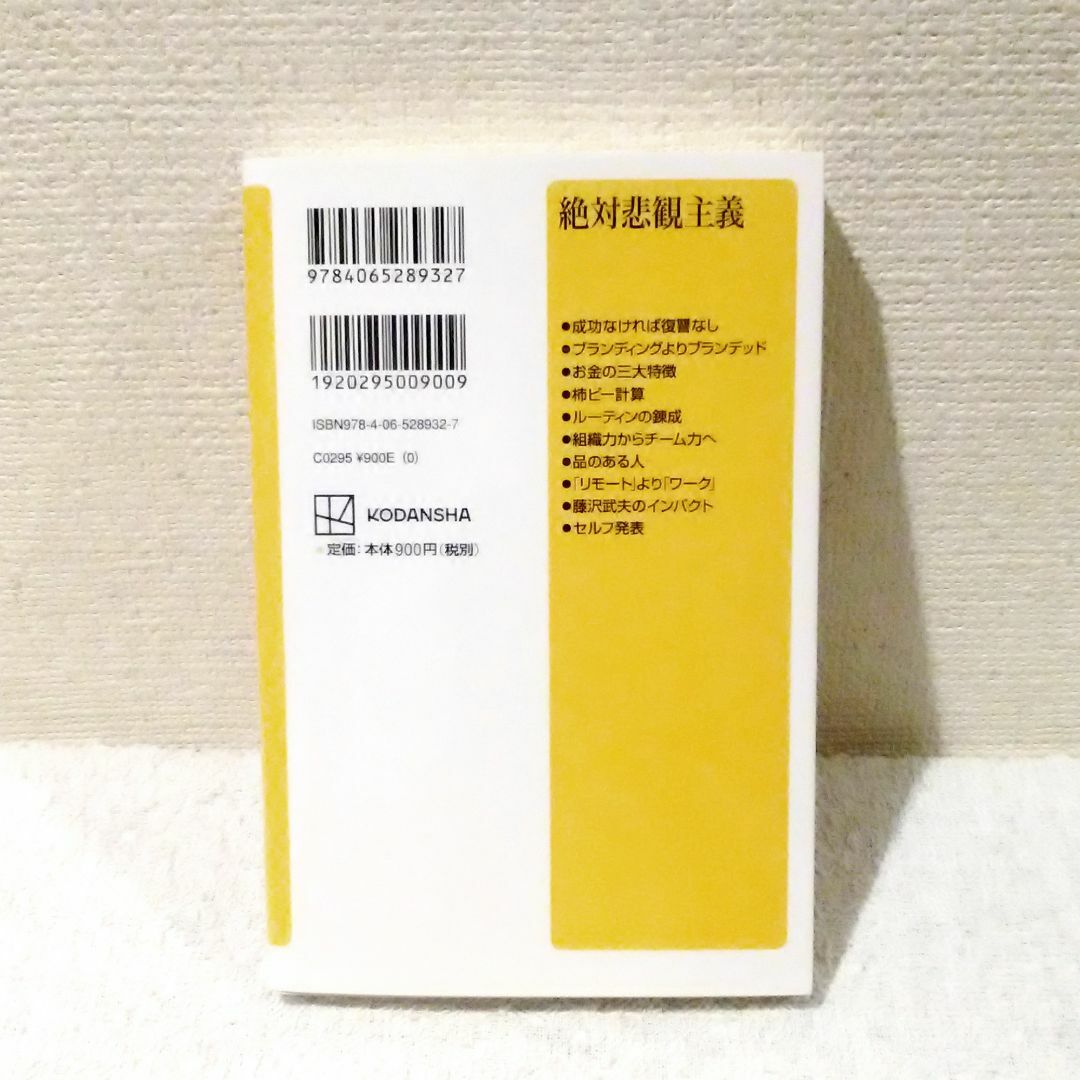 9784065289327
1920295009009
ISBN978-4-06-528932-7
C0295 ¥900E (0)
KODANSHA
定価：本体900円（税別）
絶対悲観主義
●成功なければ復讐なし
●ブランディングよりブランデッド
●お金の三大特徴
●柿ピー計算
●ルーティンの錬成
●組織力からチーム力へ
●品のある人
●「リモート」より「ワーク」
●藤沢武夫のインパクト
●セルフ発表